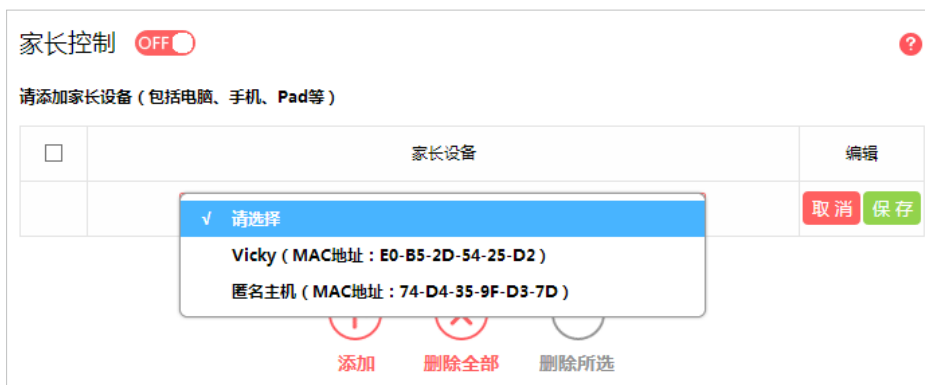 家长控制 OFF ?
请添加家长设备（包括电脑、手机、Pad等）
家长设备 编辑
√ 请选择 取消 保存
Vicky（MAC地址：E0-B5-2D-54-25-D2）
匿名主机（MAC地址：74-D4-35-9F-D3-7D）
添加 删除全部 删除所选